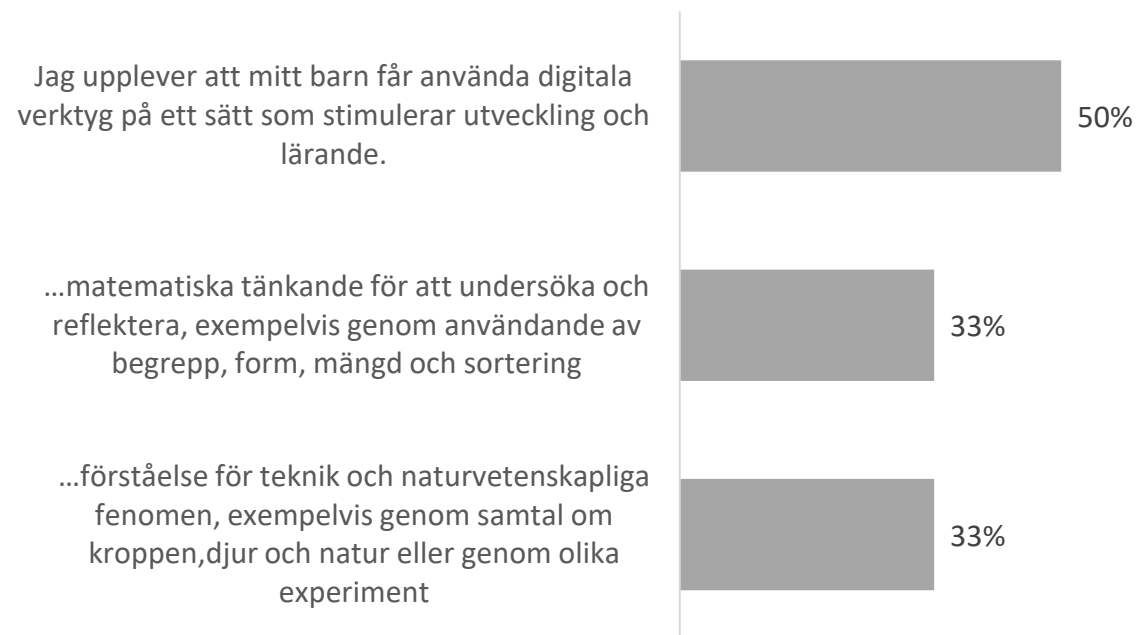 Jag upplever att mitt barn får använda digitala
verktyg på ett sätt som stimulerar utveckling och
lärande.
50%
…matematiska tänkande för att undersöka och
reflektera, exempelvis genom användande av
begrepp, form, mängd och sortering
33%
…förståelse för teknik och naturvetenskapliga
fenomen, exempelvis genom samtal om
kroppen,djur och natur eller genom olika
experiment
33%